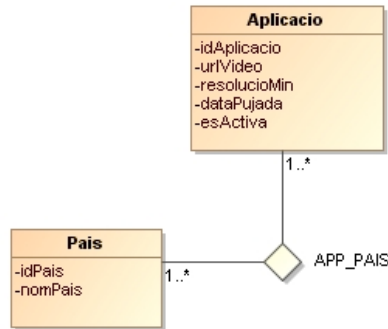 Aplicacio
-idAplicacio
-urlVideo
-resolucioMin
-dataPujada
-esActiva
1..*
Pais
-idPais
-nomPais
1..*
APP_PAIS